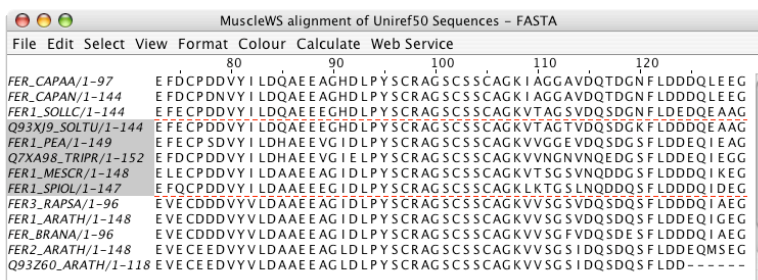 MuscleWS alignment of Uniref50 Sequences - FASTA
File Edit Select View Format Colour Calculate Web Service
80 90 100 110 120
FER_CAPAA/1-97 EFDCPDDVYILDQAEEAGHDLPYSCRAGSCSSCAGKIAGGAVDQTDGNFLDDDQLEEG
FER_CAPAN/1-144 EFDCPDNVYILDQAEEAGHDLPYSCRAGSCSSCAGKIAGGAVDQTDGNFLDDDQLEEG
FER1_SOLLC/1-144 EFDCPDDVYILDQAEEEGHDLPYSCRAGSCSSCAGKVTAGSVDQSDGNFLDEDQEAAG
Q93XJ9_SOLTU/1-144 EFECPDDVYILDQAEEEGHDLPYSCRAGSCSSCAGKVTAGTVDQSDGKFLDDDQEAAG
FER1_PEA/1-149 EFECPSDVYILDHAEEVGIDLPYSCRAGSCSSCAGKVVGGEVDQSDGSFLDDEQIEAG
Q7XA98_TRIPR/1-152 EFDCPDDVYILDHAEEVGIELPYSCRAGSCSSCAGKVVNGNVNQEDGSFLDDEQIEGG
FER1_MESCR/1-148 ELECPDDVYILDAAEEAGIDLPYSCRAGSCSSCAGKVTSGSVNQDDGSFLDDDQIKEG
FER1_SPIOL/1-147 EFQCPDDVYILDAAEEEGIDLPYSCRAGSCSSCAGKLKTGSLNQDDQSFLDDDQIDEG
FER3_RAPSA/1-96 EVECDDDVYVLDAAEEAGIDLPYSCRAGSCSSCAGKVVSGSVDQSDQSFLDDDQIAEG
FER1_ARATH/1-148 EVECDDDVYVLDAAEEAGIDLPYSCRAGSCSSCAGKVVSGSVDQSDQSFLDDEQIGEG
FER_BRANA/1-96 EVECDDDVYVLDAAEEAGIDLPYSCRAGSCSSCAGKVVSGFVDQSDESFLDDDQIAEG
FER2_ARATH/1-148 EVECEEDVYVLDAAEEAGLDLPYSCRAGSCSSCAGKVVSGSIDQSDQSFLDDEQMSEG
Q93Z60_ARATH/1-118 EVECEEDVYVLDAAEEAGLDLPYSCRAGSCSSCAGKVVSGSIDQSDQSFLDD------